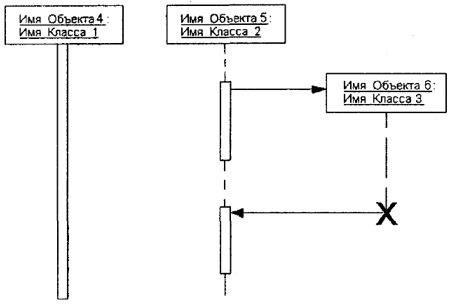 Имя Объекта 4:
Имя Класса 1
Имя Объекта 5:
Имя Класса 2
Имя Объекта 6:
Имя Класса 3
X